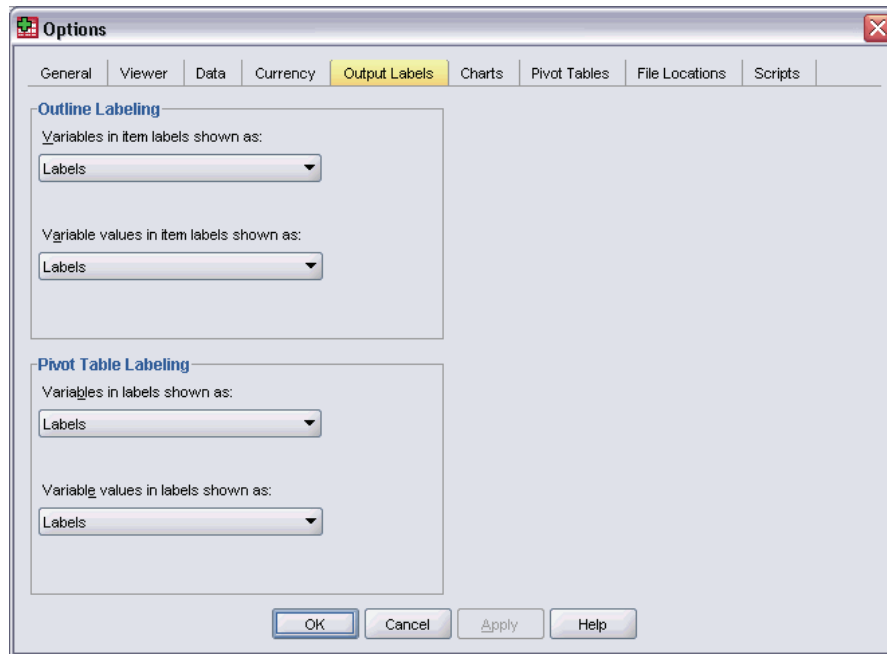 Options
General Viewer Data Currency Output Labels Charts Pivot Tables File Locations Scripts
Outline Labeling
Variables in item labels shown as:
Labels
Variable values in item labels shown as:
Labels
Pivot Table Labeling
Variables in labels shown as:
Labels
Variable values in labels shown as:
Labels
OK Cancel Apply Help